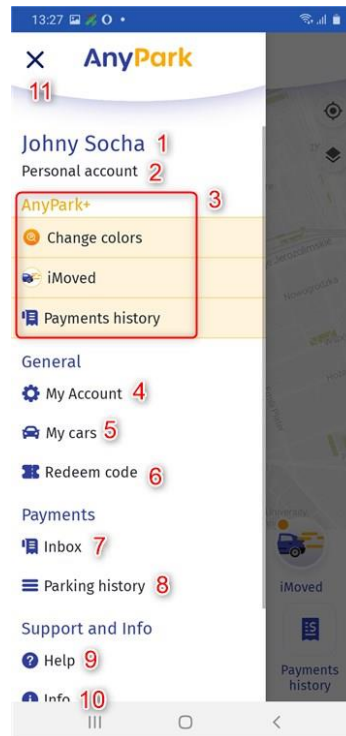 13:27
AnyPark
11
Johny Socha 1
Personal account 2
AnyPark+ 3
Change colors
iMoved
Payments history
General
My Account 4
My cars 5
Redeem code 6
Payments
Inbox 7
Parking history 8
Support and Info
Help 9
Info 10
Nowogrodzka
iMoved
Payments
history